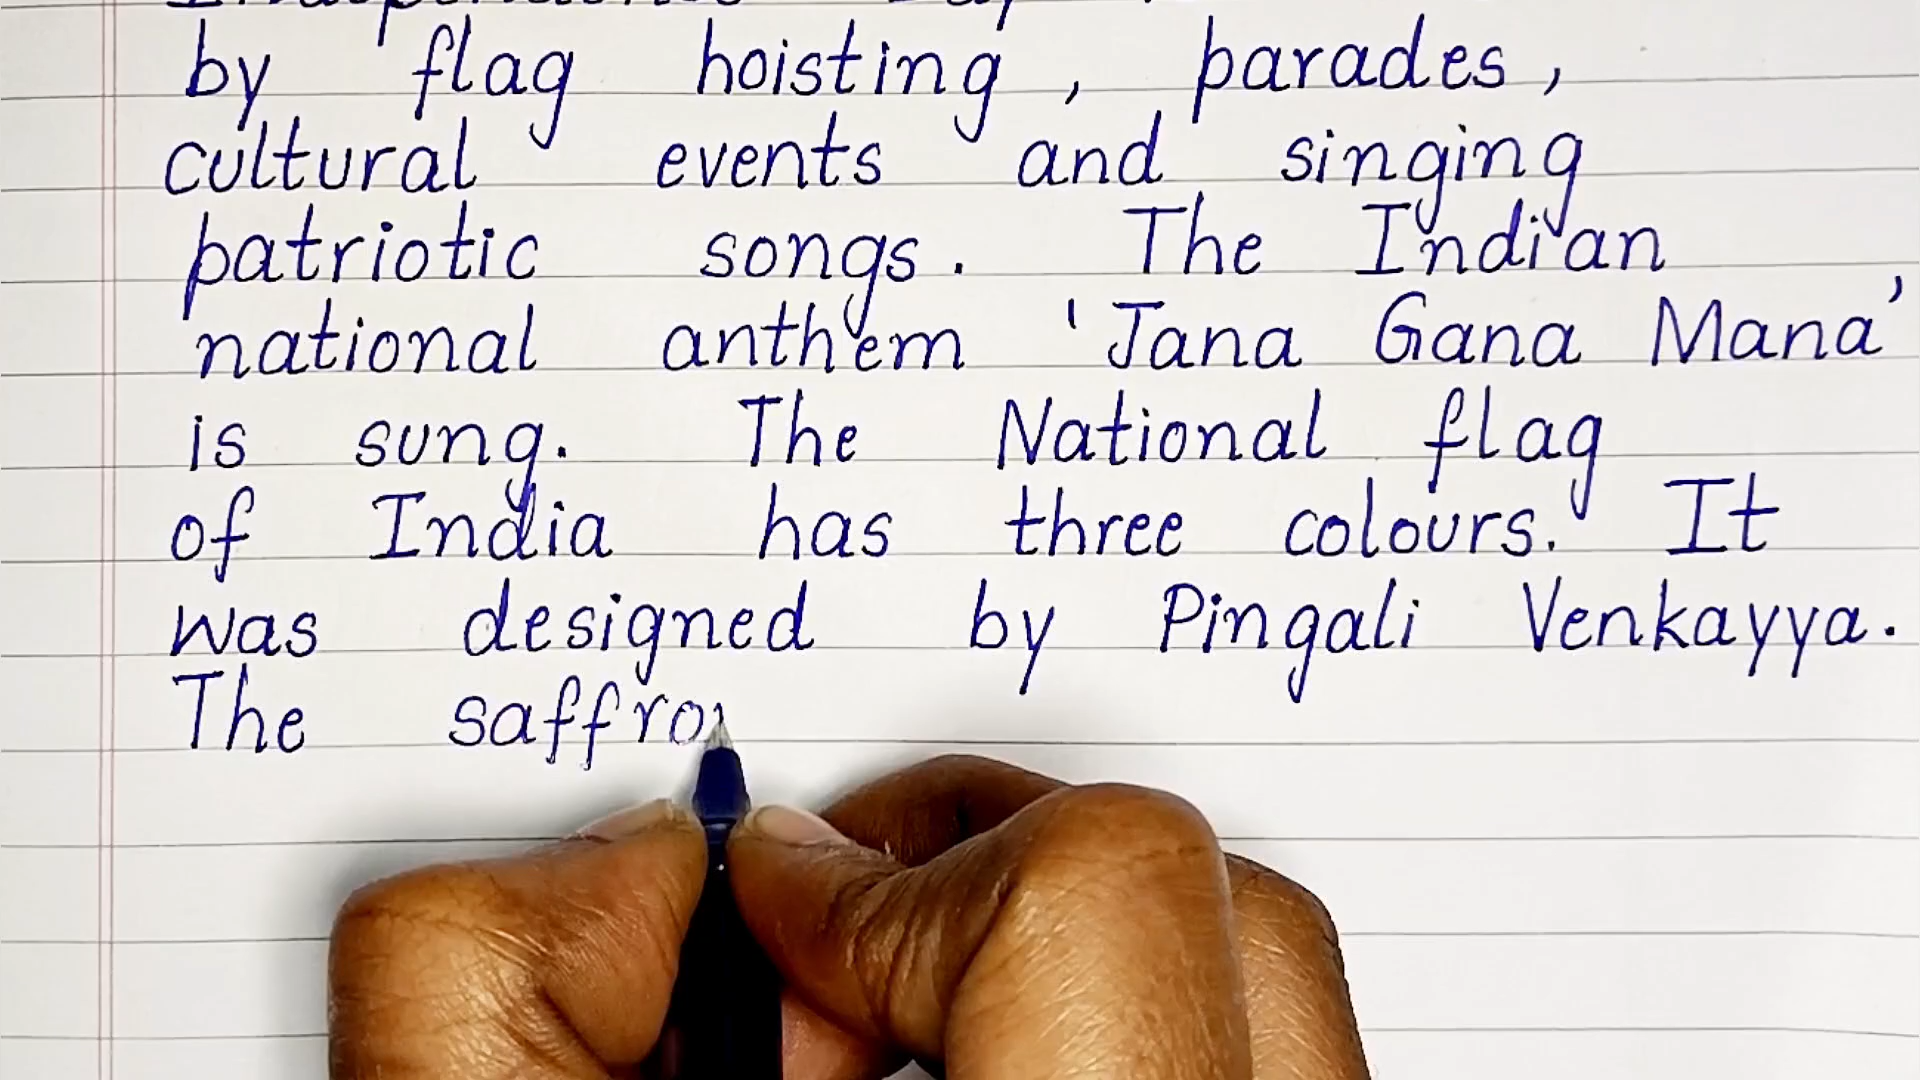 by flag hoisting, parades,
cultural events and singing
patriotic songs. The Indian
national anthem 'Jana Gana Mana'
is sung. The National flag
of India has three colours. It
was designed by Pingali Venkayya.
The saffro